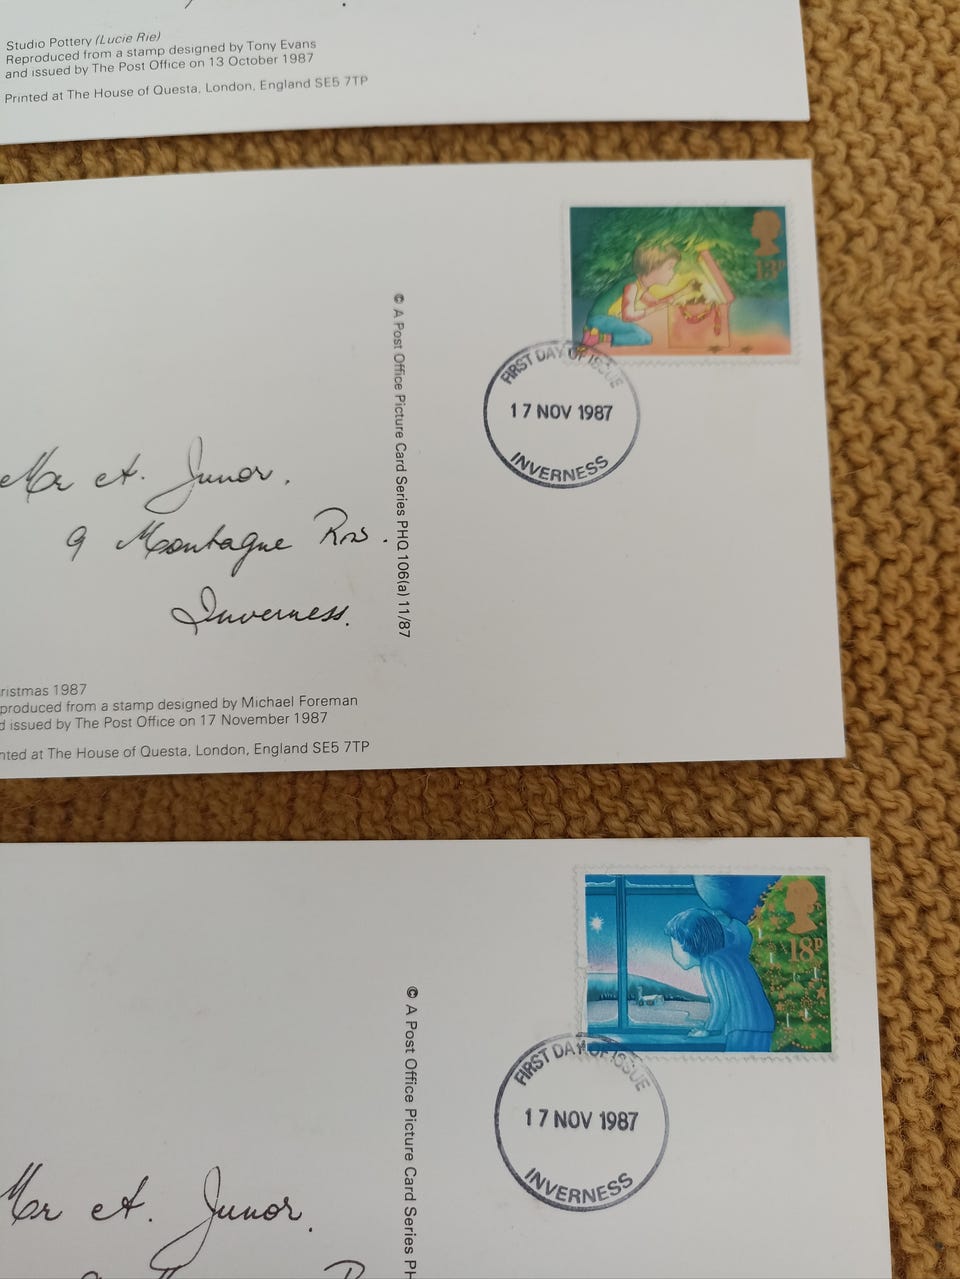 Studio Pottery (Lucie Rie)
Reproduced from a stamp designed by Tony Evans
and issued by The Post Office on 13 October 1987
Printed at The House of Questa, London, England SE5 7TP
13P
FIRST DAY OF ISSUE
17 NOV 1987
INVERNESS
© A Post Office Picture Card Series PHQ 106(a) 11/87
Mr A. Junor.
9 Montague Row.
Inverness.
ristmas 1987
produced from a stamp designed by Michael Foreman
d issued by The Post Office on 17 November 1987
nted at The House of Questa, London, England SE5 7TP
18P
FIRST DAY OF ISSUE
17 NOV 1987
INVERNESS
© A Post Office Picture Card Series PH
Mr A. Junor.